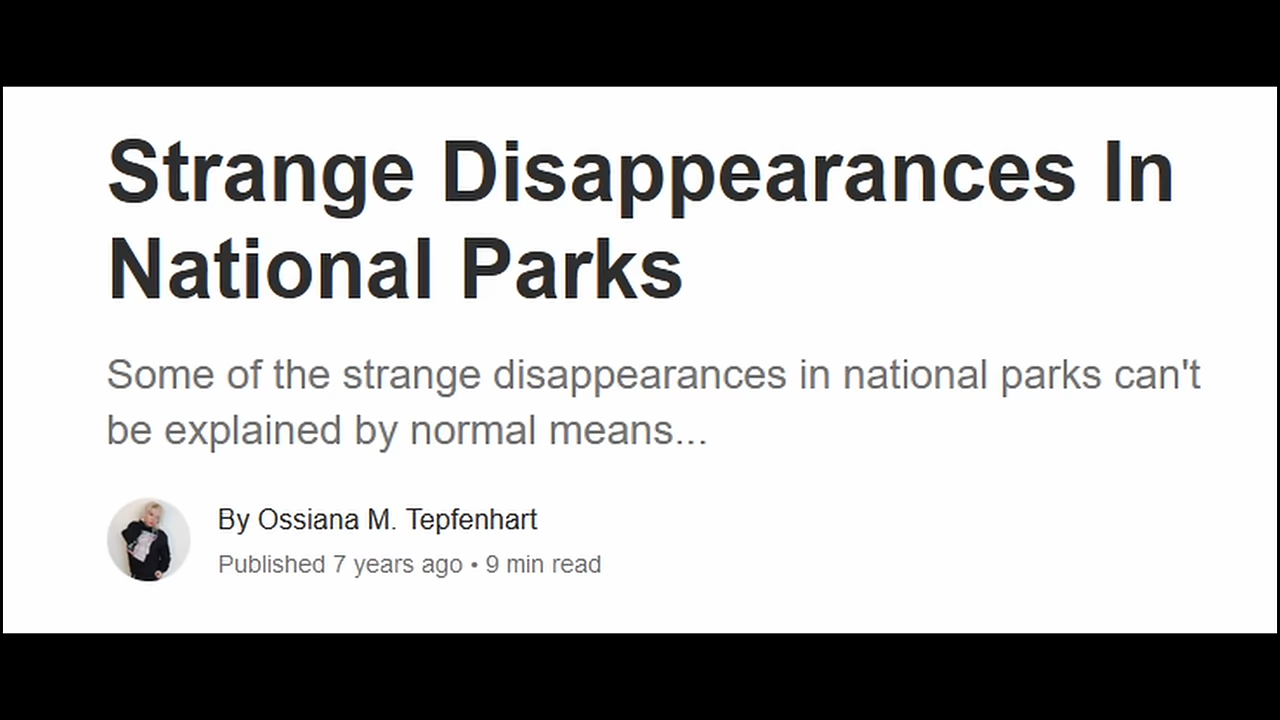 Strange Disappearances In
National Parks
Some of the strange disappearances in national parks can't
be explained by normal means...
By Ossiana M. Tepfenhart
Published 7 years ago • 9 min read